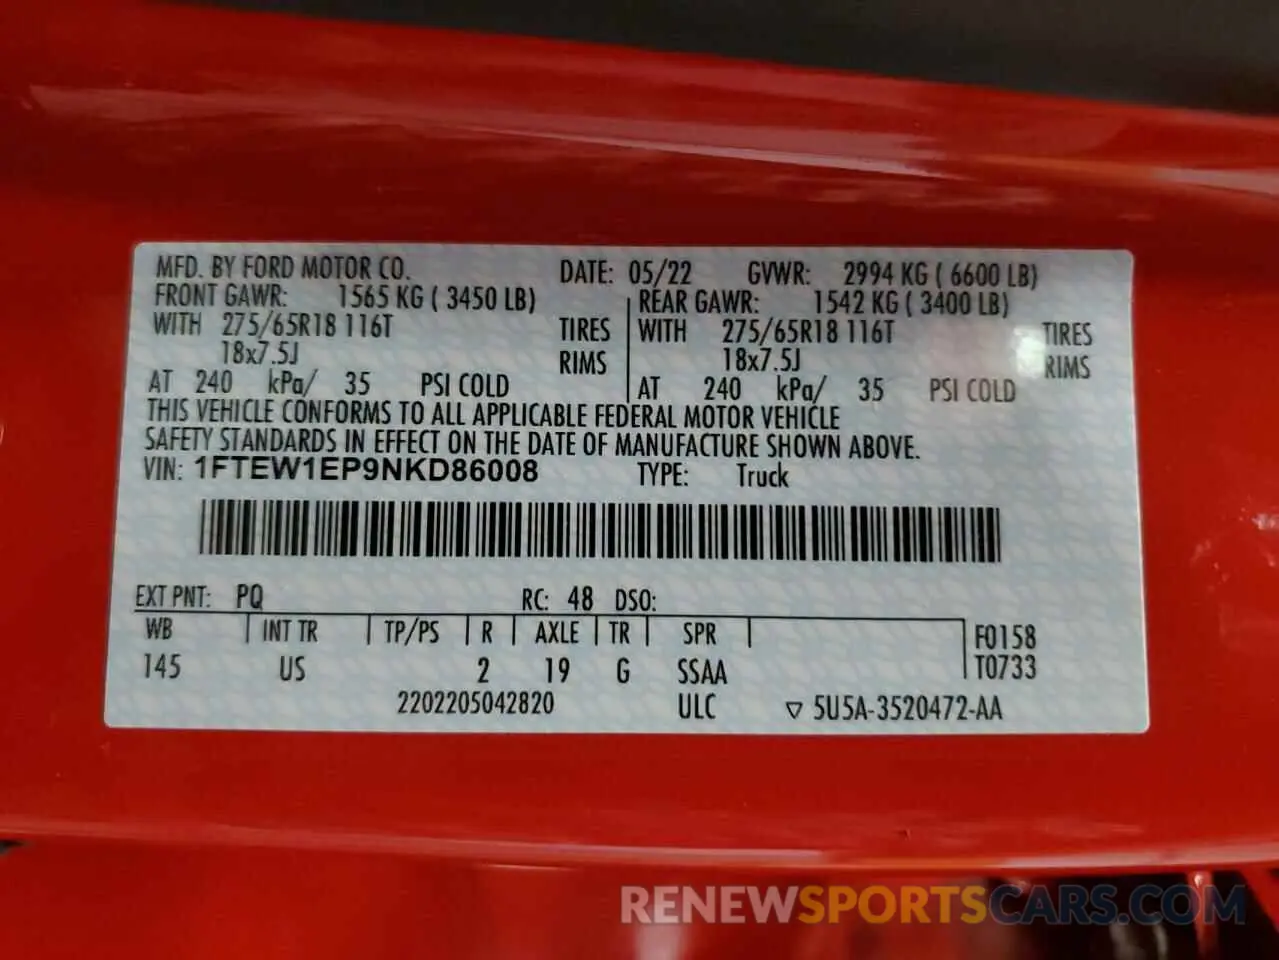 MFD. BY FORD MOTOR CO. DATE: 05/22 GVWR: 2994 KG ( 6600 LB)
FRONT GAWR: 1565 KG ( 3450 LB) REAR GAWR: 1542 KG ( 3400 LB)
WITH 275/65R18 116T TIRES WITH 275/65R18 116T TIRES
18x7.5J RIMS 18x7.5J RIMS
AT 240 kPa/ 35 PSI COLD AT 240 kPa/ 35 PSI COLD
THIS VEHICLE CONFORMS TO ALL APPLICABLE FEDERAL MOTOR VEHICLE
SAFETY STANDARDS IN EFFECT ON THE DATE OF MANUFACTURE SHOWN ABOVE.
VIN: 1FTEW1EP9NKD86008 TYPE: Truck
EXT PNT: PQ RC: 48 DSO:
WB INT TR TP/PS R AXLE TR SPR F0158
145 US 2 19 G SSAA T0733
2202205042820 ULC ▽ 5U5A-3520472-AA
RENEWSPORTSCARS.COM